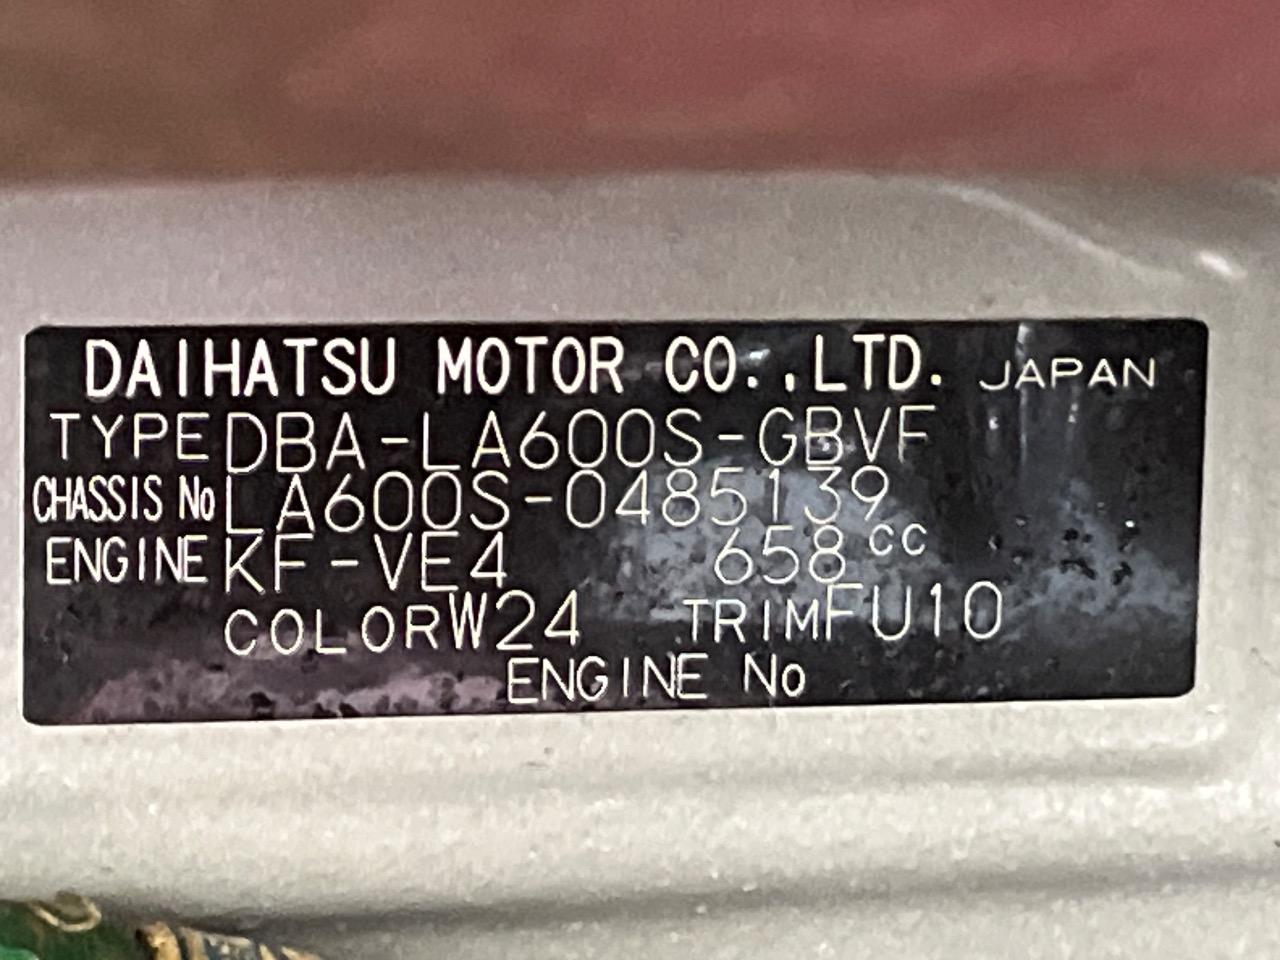 DAIHATSU MOTOR CO.,LTD. JAPAN
TYPE DBA-LA600S-GBVF
CHASSIS No LA600S-0485139
ENGINE KF-VE4 658 cc
COLOR W24 TRIM FU10
ENGINE No